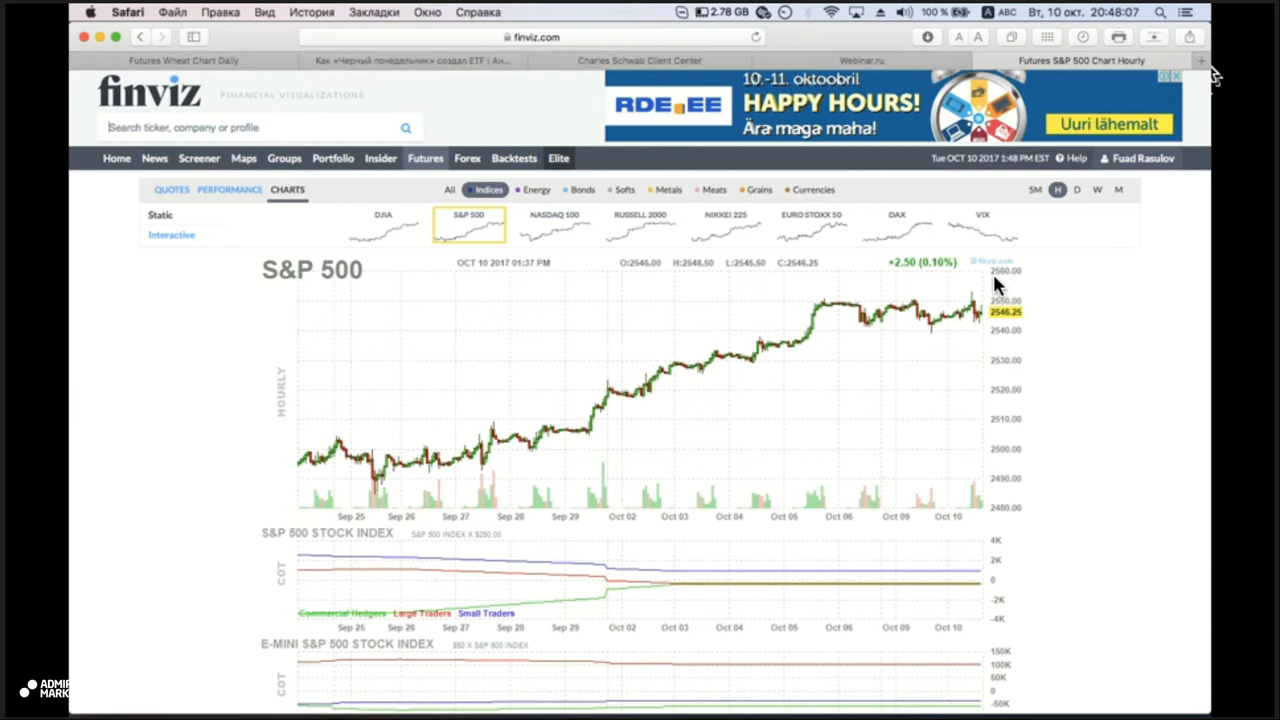 Safari Файл Правка Вид История Закладки Окно Справка 2.78 GB 100 % ABC Вт, 10 окт. 20:48:07
finviz.com
A A
Futures Wheat Chart Daily Как «Черный понедельник» создал ETF | Ан... Charles Schwab Client Center Webinar.ru Futures S&P 500 Chart Hourly
finviz FINANCIAL VISUALIZATIONS
Search ticker, company or profile
RDE.EE
10.-11. oktoobril
HAPPY HOURS!
Ära maga maha!
Uuri lähemalt
Home News Screener Maps Groups Portfolio Insider Futures Forex Backtests Elite Tue OCT 10 2017 1:48 PM EST Help Fuad Rasulov
QUOTES PERFORMANCE CHARTS All Indices Energy Bonds Softs Metals Meats Grains Currencies 5M H D W M
Static
Interactive
DJIA S&P 500 NASDAQ 100 RUSSELL 2000 NIKKEI 225 EURO STOXX 50 DAX VIX
S&P 500 OCT 10 2017 01:37 PM O:2546.00 H:2548.50 L:2545.50 C:2546.25 +2.50 (0.10%) © finviz.com
2560.00
2550.00
2546.25
2540.00
2530.00
2520.00
2510.00
2500.00
2490.00
2480.00
HOURLY
Sep 25 Sep 26 Sep 27 Sep 28 Sep 29 Oct 02 Oct 03 Oct 04 Oct 05 Oct 06 Oct 09 Oct 10
S&P 500 STOCK INDEX S&P 500 INDEX X $250.00
4K
2K
0
-2K
-4K
COT
Commercial Hedgers Large Traders Small Traders
Sep 25 Sep 26 Sep 27 Sep 28 Sep 29 Oct 02 Oct 03 Oct 04 Oct 05 Oct 06 Oct 09 Oct 10
E-MINI S&P 500 STOCK INDEX $50 X S&P 500 INDEX
150K
100K
50K
0
-50K
COT
ADMIR
MARK